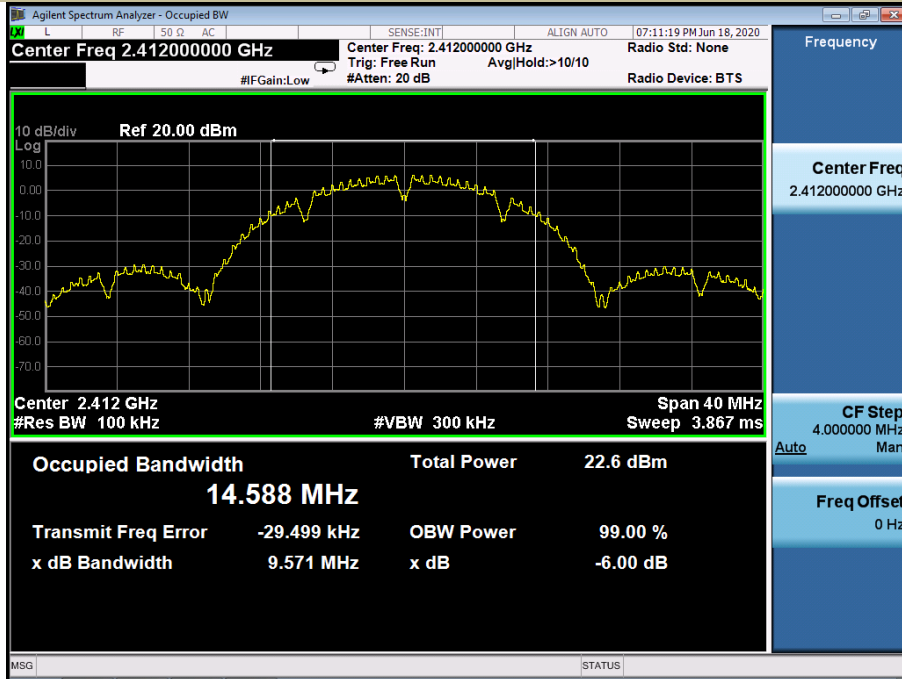 Agilent Spectrum Analyzer - Occupied BW
LXI L RF 50 Ω AC SENSE:INT ALIGN AUTO 07:11:19 PM Jun 18, 2020
Center Freq 2.412000000 GHz
Center Freq: 2.412000000 GHz
Radio Std: None
Trig: Free Run Avg|Hold:>10/10
#IFGain:Low
#Atten: 20 dB
Radio Device: BTS
10 dB/div Ref 20.00 dBm
Log
10.0
0.00
-10.0
-20.0
-30.0
-40.0
-50.0
-60.0
-70.0
Center 2.412 GHz
Span 40 MHz
#Res BW 100 kHz
#VBW 300 kHz
Sweep 3.867 ms
Occupied Bandwidth
Total Power 22.6 dBm
14.588 MHz
Transmit Freq Error -29.499 kHz
OBW Power 99.00 %
x dB Bandwidth 9.571 MHz
x dB -6.00 dB
MSG
STATUS
Frequency
Center Freq
2.412000000 GHz
CF Step
4.000000 MHz
Auto Man
Freq Offset
0 Hz